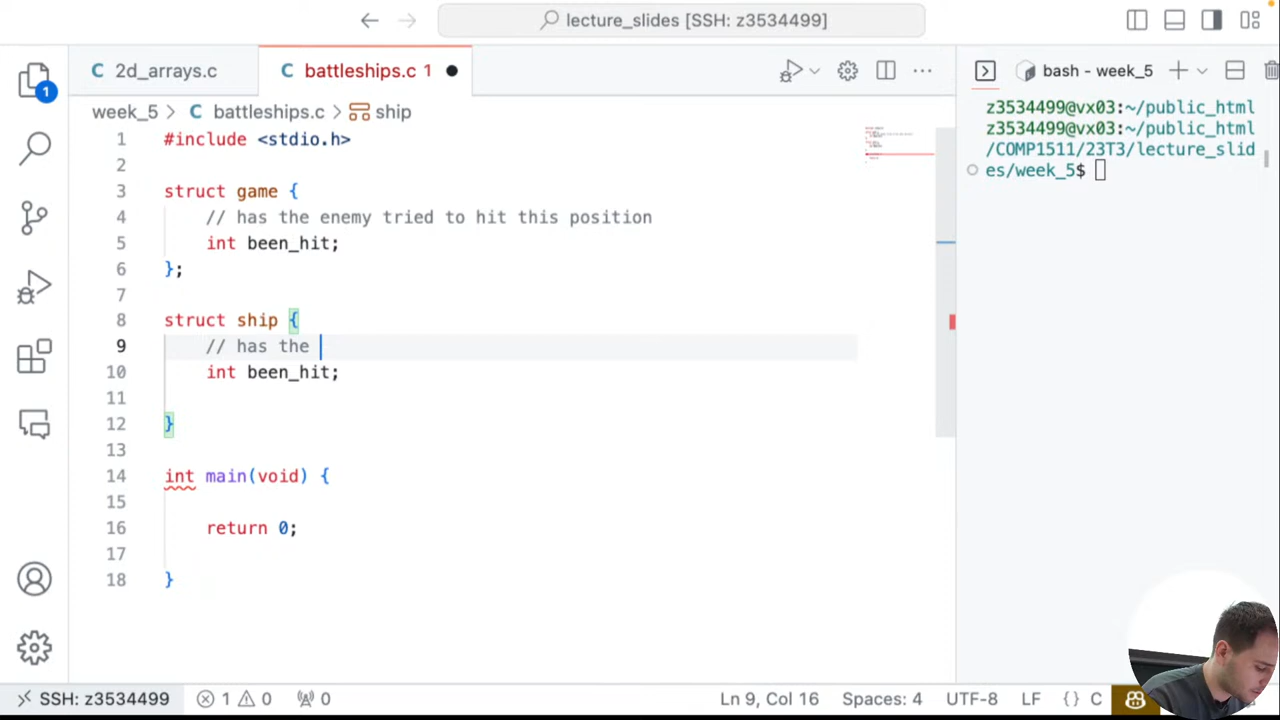 lecture_slides [SSH: z3534499]
C 2d_arrays.c
C battleships.c 1
bash - week_5
week_5 > C battleships.c > ship
1 #include <stdio.h>
2
3 struct game {
4 // has the enemy tried to hit this position
5 int been_hit;
6 };
7
8 struct ship {
9 // has the
10 int been_hit;
11
12 }
13
14 int main(void) {
15
16 return 0;
17
18 }
z3534499@vx03:~/public_html
z3534499@vx03:~/public_html
/COMP1511/23T3/lecture_slid
es/week_5$
1
SSH: z3534499 1 0 0 Ln 9, Col 16 Spaces: 4 UTF-8 LF {} C